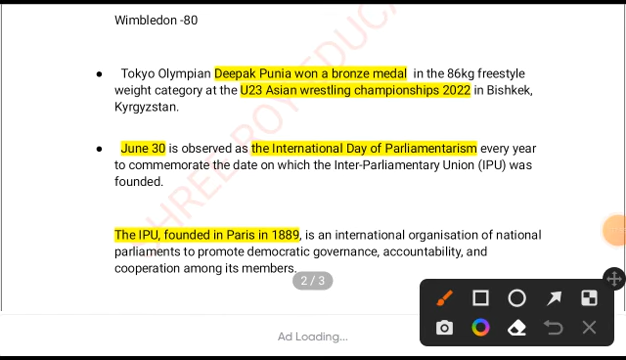 Wimbledon -80
• Tokyo Olympian Deepak Punia won a bronze medal in the 86kg freestyle
weight category at the U23 Asian wrestling championships 2022 in Bishkek,
Kyrgyzstan.
• June 30 is observed as the International Day of Parliamentarism every year
to commemorate the date on which the Inter-Parliamentary Union (IPU) was
founded.
The IPU, founded in Paris in 1889, is an international organisation of national
parliaments to promote democratic governance, accountability, and
cooperation among its members.
2 / 3
Ad Loading...